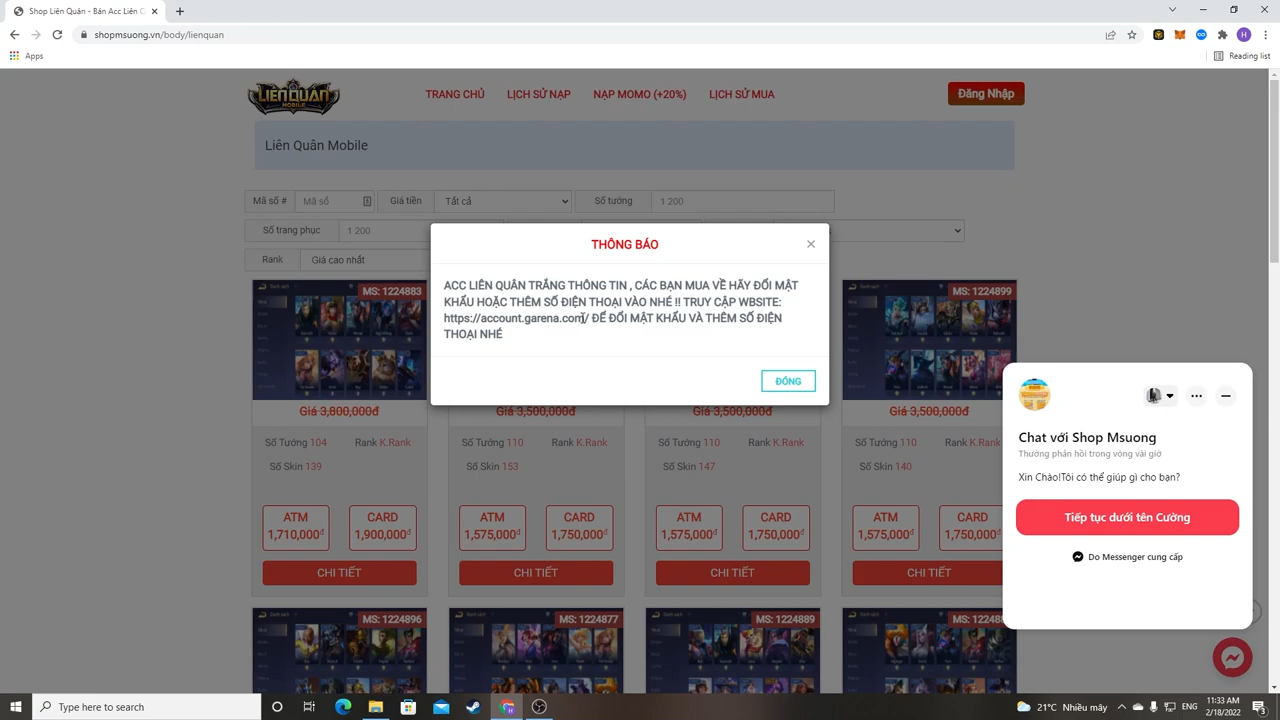 Shop Liên Quân - Bán Acc Liên C
shopmsuong.vn/body/lienquan
Apps
Reading list
LIÊN QUÂN
MOBILE
TRANG CHỦ
LỊCH SỬ NẠP
NẠP MOMO (+20%)
LỊCH SỬ MUA
Đăng Nhập
Liên Quân Mobile
Mã số #
Mã số
Giá tiền
Tất cả
Số tướng
1 200
Số trang phục
1 200
Rank
Giá cao nhất
THÔNG BÁO
×
ACC LIÊN QUÂN TRẮNG THÔNG TIN , CÁC BẠN MUA VỀ HÃY ĐỔI MẬT
KHẨU HOẶC THÊM SỐ ĐIỆN THOẠI VÀO NHÉ !! TRUY CẬP WBSITE:
https://account.garena.com/ ĐỂ ĐỔI MẬT KHẨU VÀ THÊM SỐ ĐIỆN
THOẠI NHÉ
ĐÓNG
MS: 1224883
MS: 1224899
Giá 3,800,000đ
Giá 3,500,000đ
Giá 3,500,000đ
Giá 3,500,000đ
Số Tướng 104 Rank K.Rank
Số Tướng 110 Rank K.Rank
Số Tướng 110 Rank K.Rank
Số Tướng 110
Số Skin 139
Số Skin 153
Số Skin 147
Số Skin 140
ATM
1,710,000đ
CARD
1,900,000đ
ATM
1,575,000đ
CARD
1,750,000đ
ATM
1,575,000đ
CARD
1,750,000đ
ATM
1,575,000đ
CARD
1,750,000
CHI TIẾT
CHI TIẾT
CHI TIẾT
CHI TIẾT
MS: 1224896
MS: 1224877
MS: 1224889
MS: 122488
Chat với Shop Msuong
Thường phản hồi trong vòng vài giờ
Xin Chào!Tôi có thể giúp gì cho bạn?
Tiếp tục dưới tên Cường
Do Messenger cung cấp
Type here to search
21°C Nhiều mây
ENG
11:33 AM
2/18/2022
3